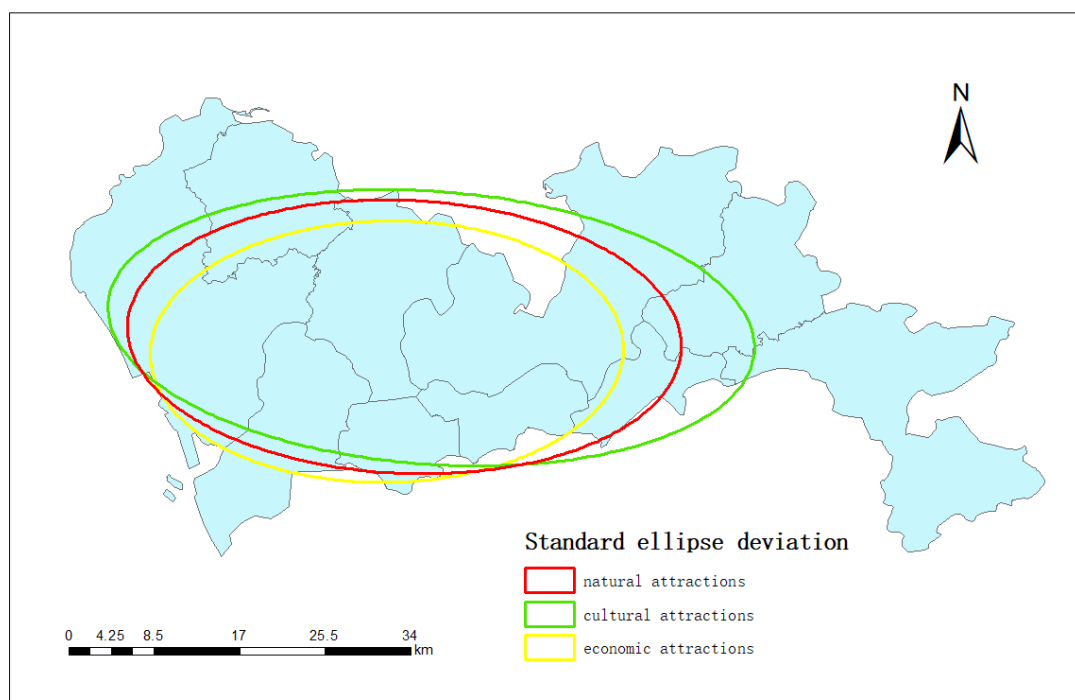 N
Standard ellipse deviation
natural attractions
cultural attractions
economic attractions
0 4.25 8.5 17 25.5 34
km